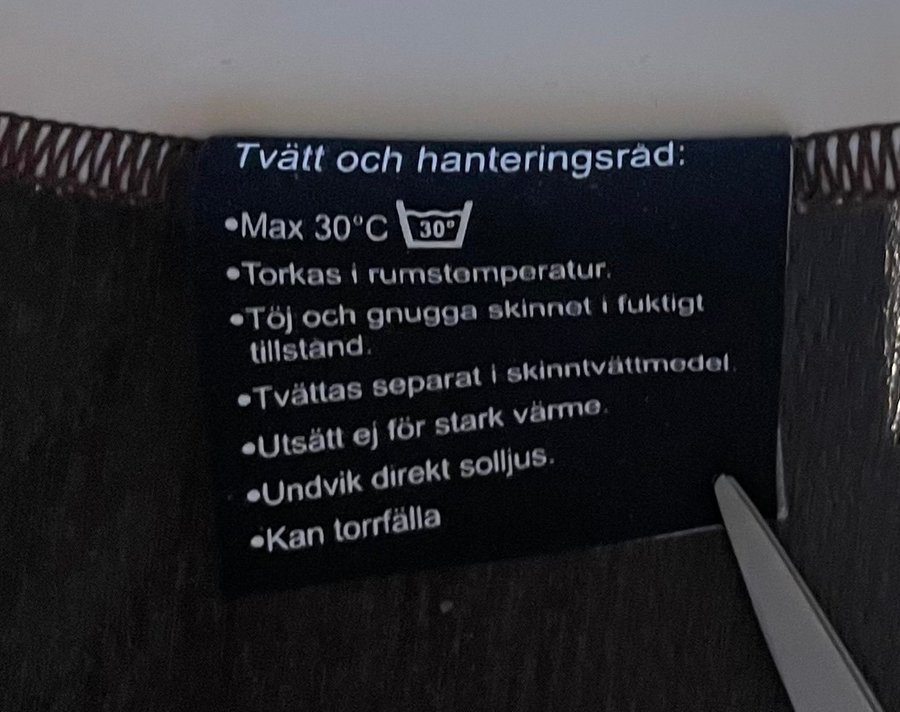 Tvätt och hanteringsråd:
•Max 30°C 30°
•Torkas i rumstemperatur.
•Töj och gnugga skinnet i fuktigt
tillstånd.
•Tvättas separat i skinntvättmedel.
•Utsätt ej för stark värme.
•Undvik direkt solljus.
•Kan torrfälla